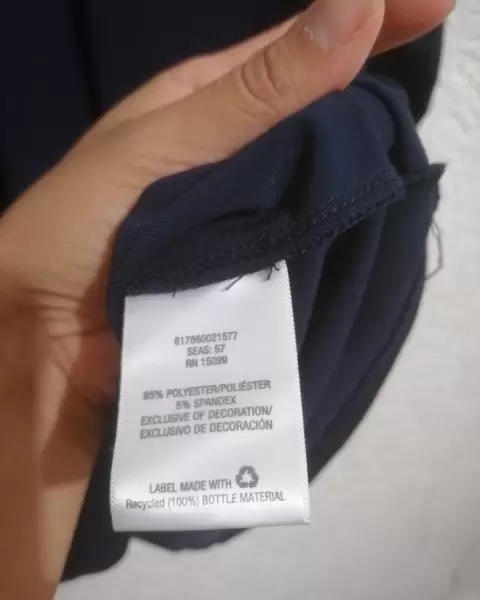 617860021577
SEAS: S7
RN 15099
95% POLYESTER/POLIÉSTER
5% SPANDEX
EXCLUSIVE OF DECORATION/
EXCLUSIVO DE DECORACIÓN
LABEL MADE WITH
Recycled (100%) BOTTLE MATERIAL